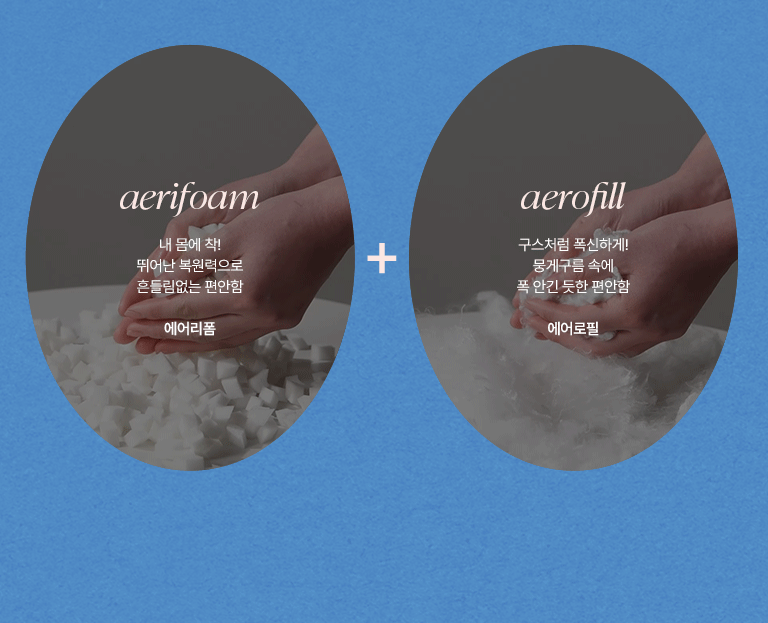 aerifoam
내 몸에 착!
뛰어난 복원력으로
흔들림없는 편안함
에어리폼
+
aerofill
구스처럼 폭신하게!
뭉게구름 속에
폭 안긴 듯한 편안함
에어로필